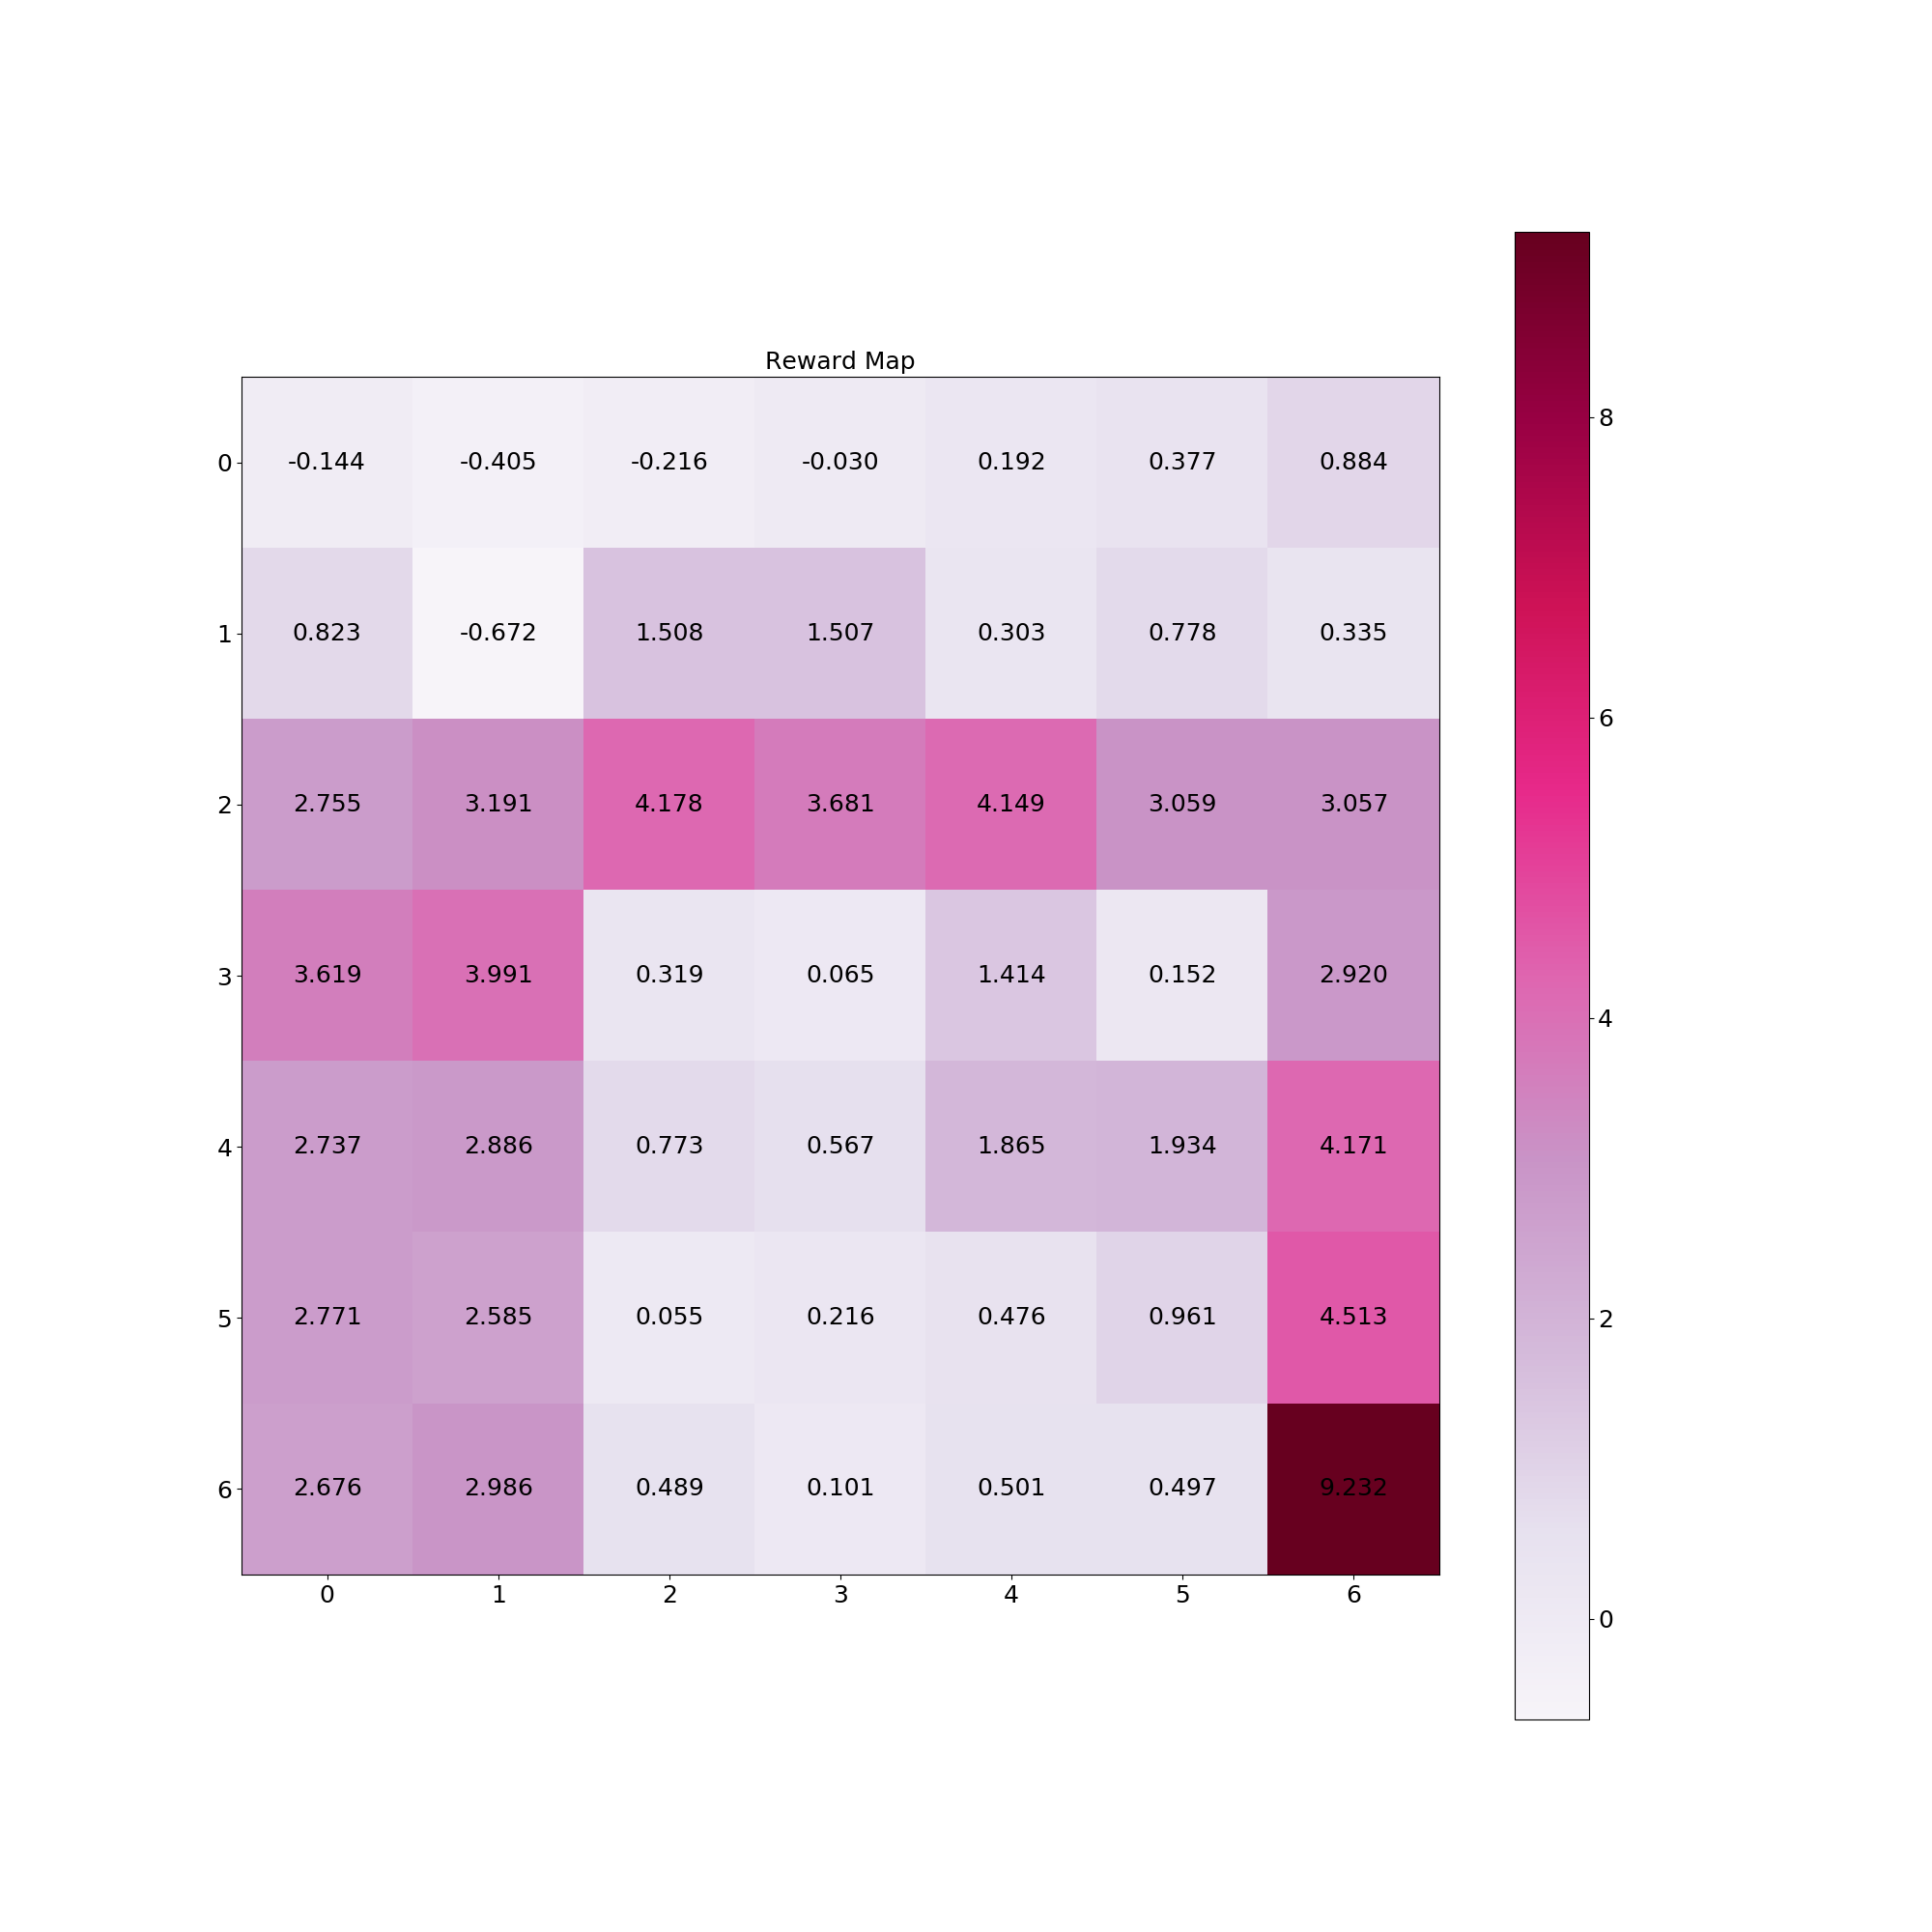 Reward Map
8
0 -0.144 -0.405 -0.216 -0.030 0.192 0.377 0.884
1 0.823 -0.672 1.508 1.507 0.303 0.778 0.335
6
2 2.755 3.191 4.178 3.681 4.149 3.059 3.057
3 3.619 3.991 0.319 0.065 1.414 0.152 2.920
4
4 2.737 2.886 0.773 0.567 1.865 1.934 4.171
5 2.771 2.585 0.055 0.216 0.476 0.961 4.513
2
6 2.676 2.986 0.489 0.101 0.501 0.497 9.232
0 1 2 3 4 5 6
0